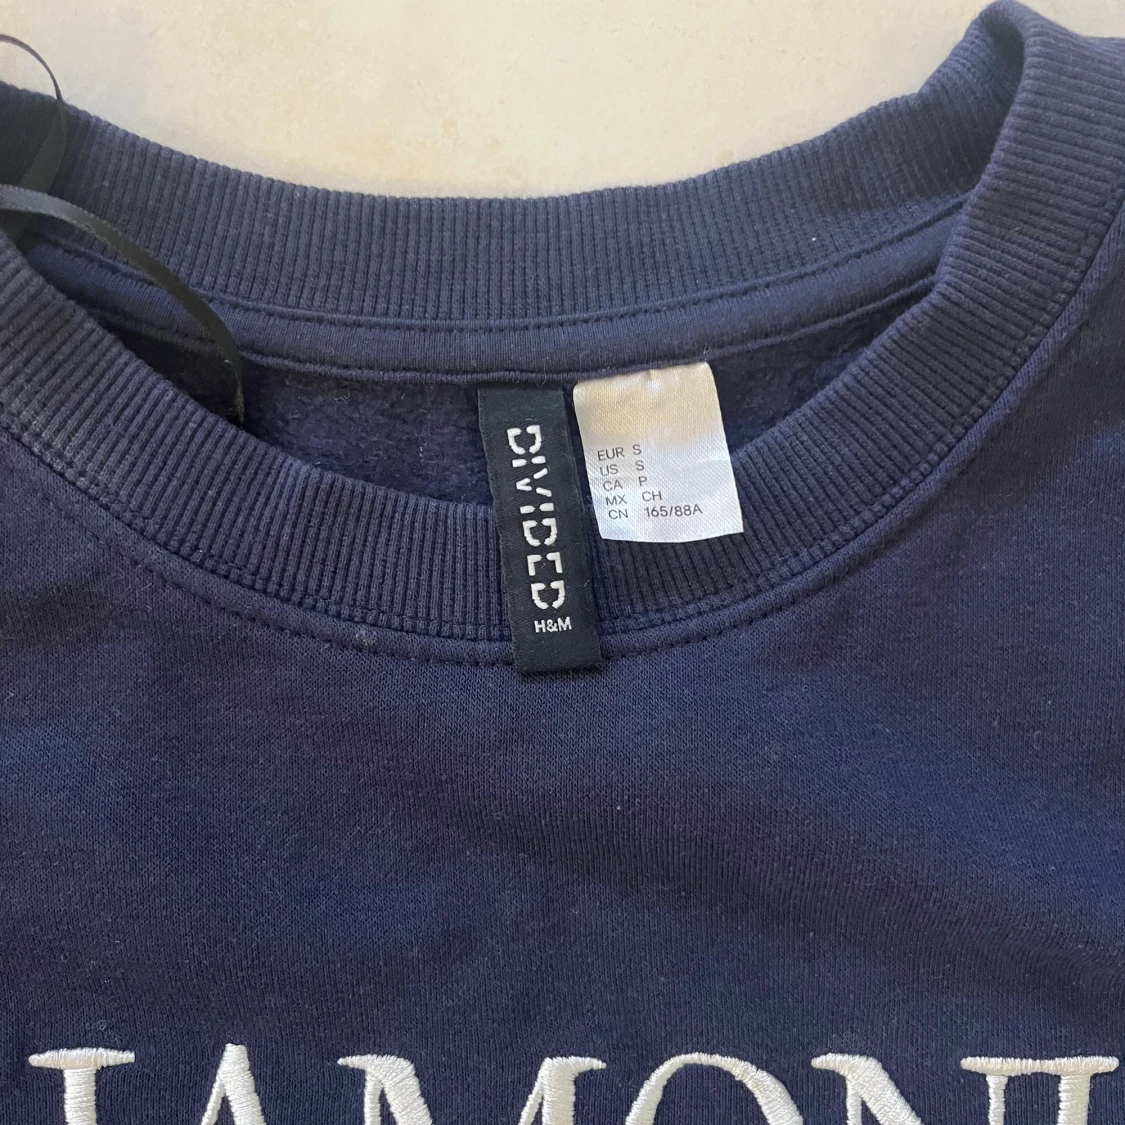 DIVIDED
H&M
EUR S
US S
CA P
MX CH
CN 165/88A